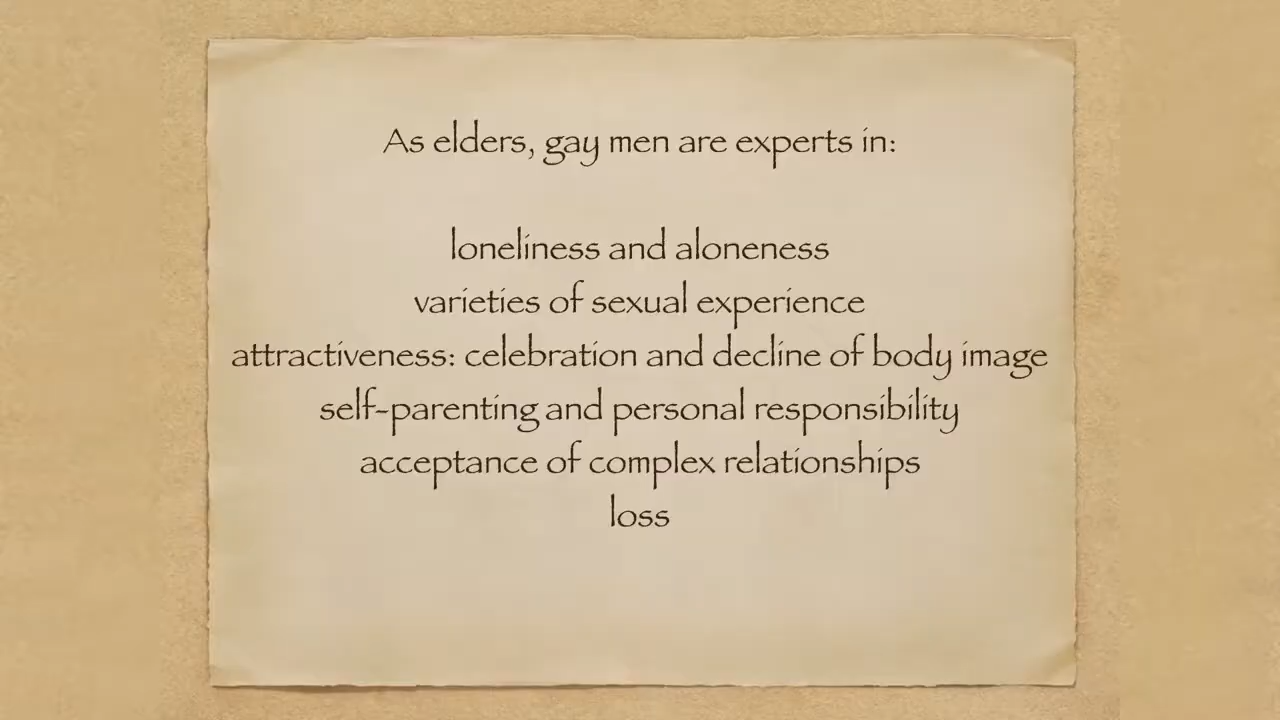 As elders, gay men are experts in:
loneliness and aloneness
varieties of sexual experience
attractiveness: celebration and decline of body image
self-parenting and personal responsibility
acceptance of complex relationships
loss